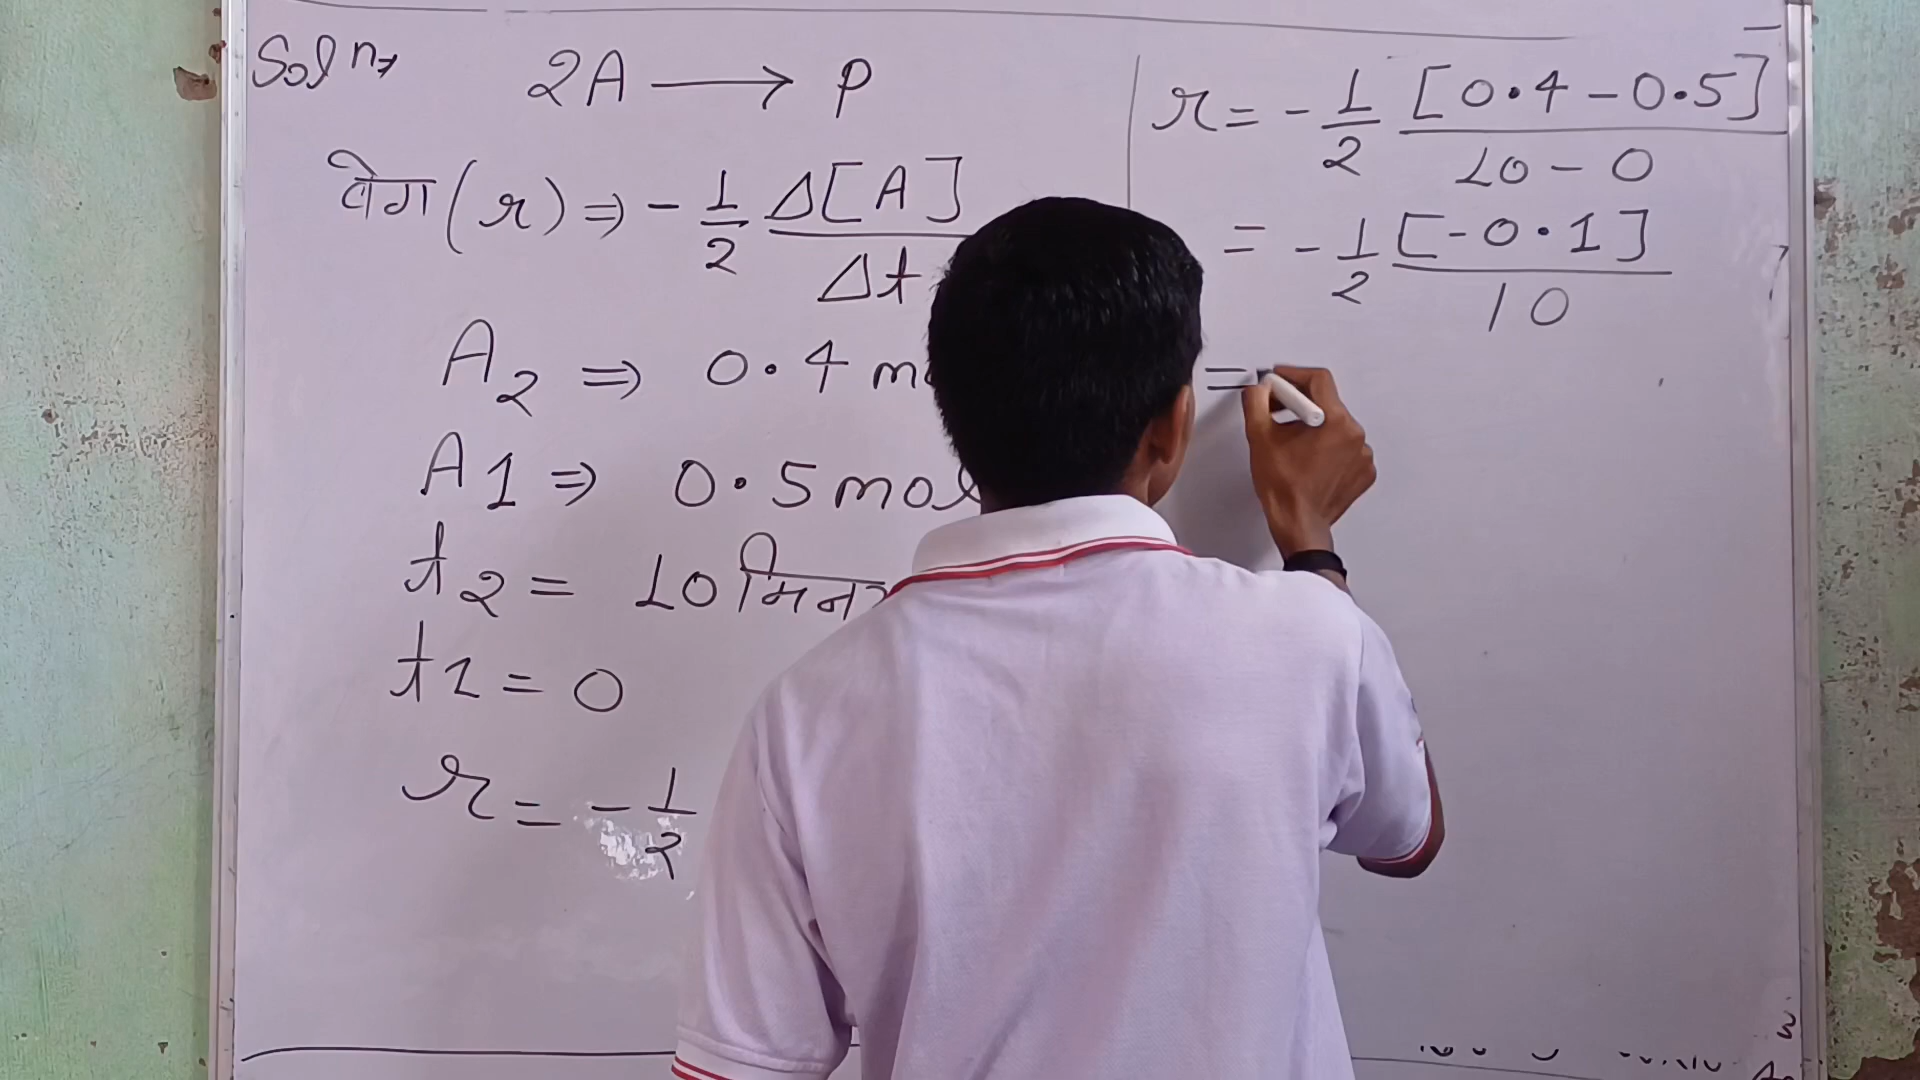 Soln→
2A ⟶ P
वेग (r) ⇒ - 1/2 Δ[A]/Δt
A2 ⇒ 0.4
A1 ⇒ 0.5 mol
t2 = 10
t1 = 0
r = - 1/2
r = - 1/2 [0.4 - 0.5]/10 - 0
= - 1/2 [-0.1]/10
=